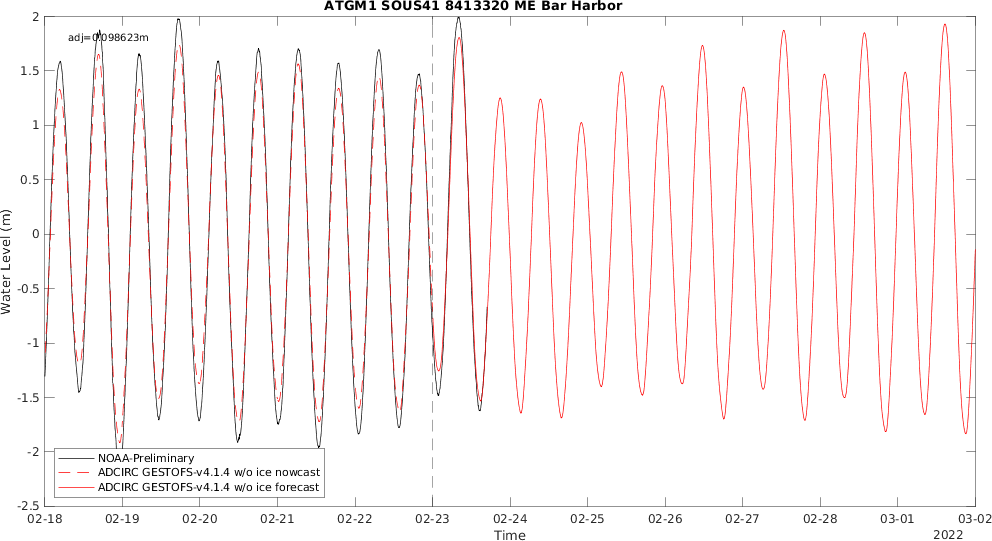 ATGM1 SOUS41 8413320 ME Bar Harbor
adj=0.098623m
2
1.5
1
0.5
0
-0.5
-1
-1.5
-2
-2.5
Water Level (m)
NOAA-Preliminary
ADCIRC GESTOFS-v4.1.4 w/o ice nowcast
ADCIRC GESTOFS-v4.1.4 w/o ice forecast
02-18 02-19 02-20 02-21 02-22 02-23 02-24 02-25 02-26 02-27 02-28 03-01 03-02
Time
2022